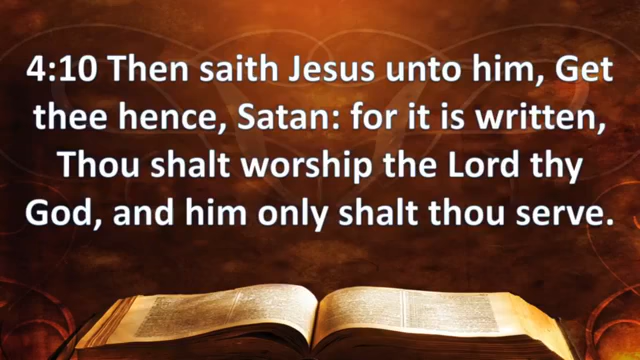 4:10 Then saith Jesus unto him, Get
thee hence, Satan: for it is written,
Thou shalt worship the Lord thy
God, and him only shalt thou serve.